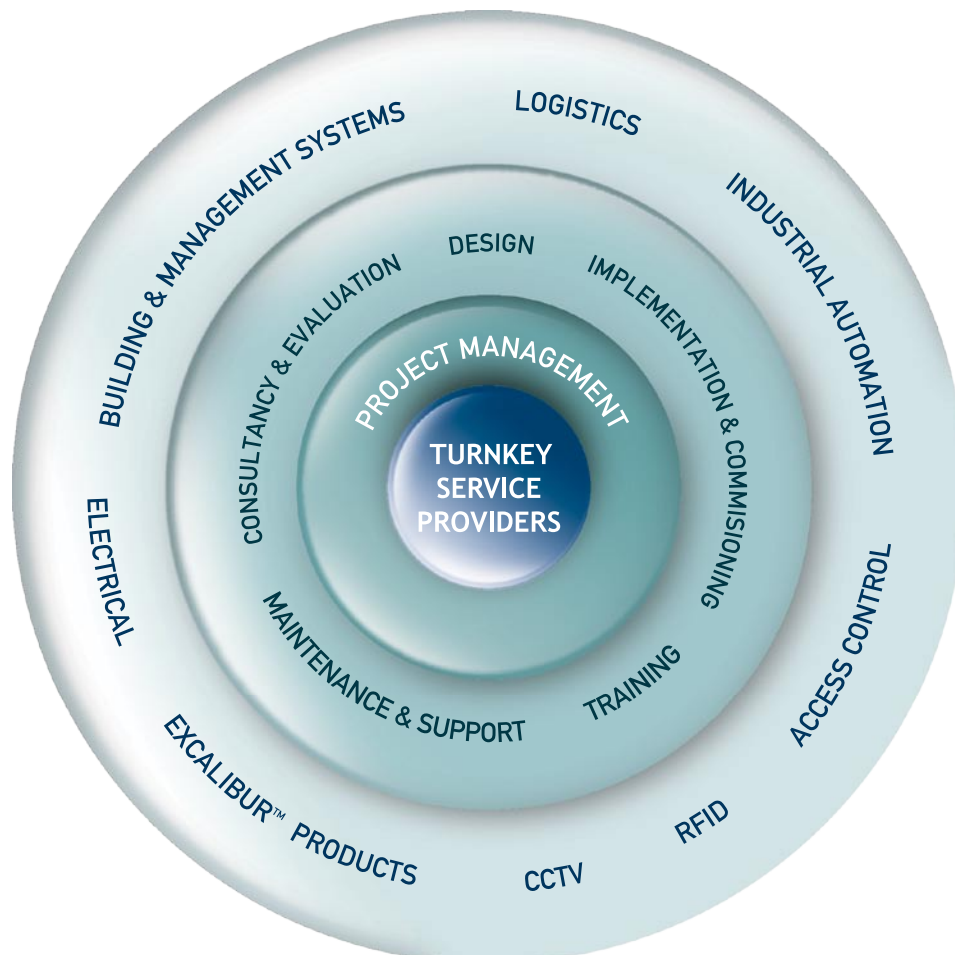 LOGISTICS
INDUSTRIAL AUTOMATION
ACCESS CONTROL
RFID
CCTV
EXCALIBUR™ PRODUCTS
ELECTRICAL
BUILDING & MANAGEMENT SYSTEMS
DESIGN
IMPLEMENTATION & COMMISIONING
TRAINING
MAINTENANCE & SUPPORT
CONSULTANCY & EVALUATION
PROJECT MANAGEMENT
TURNKEY
SERVICE
PROVIDERS